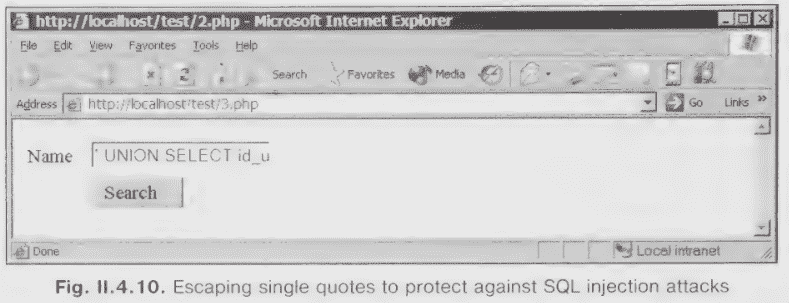 http://localhost/test/2.php - Microsoft Internet Explorer
File Edit View Favorites Tools Help
Search Favorites Media
Address http://localhost/test/3.php Go Links »
Name ' UNION SELECT id_u
Search
Done Local intranet
Fig. II.4.10. Escaping single quotes to protect against SQL injection attacks